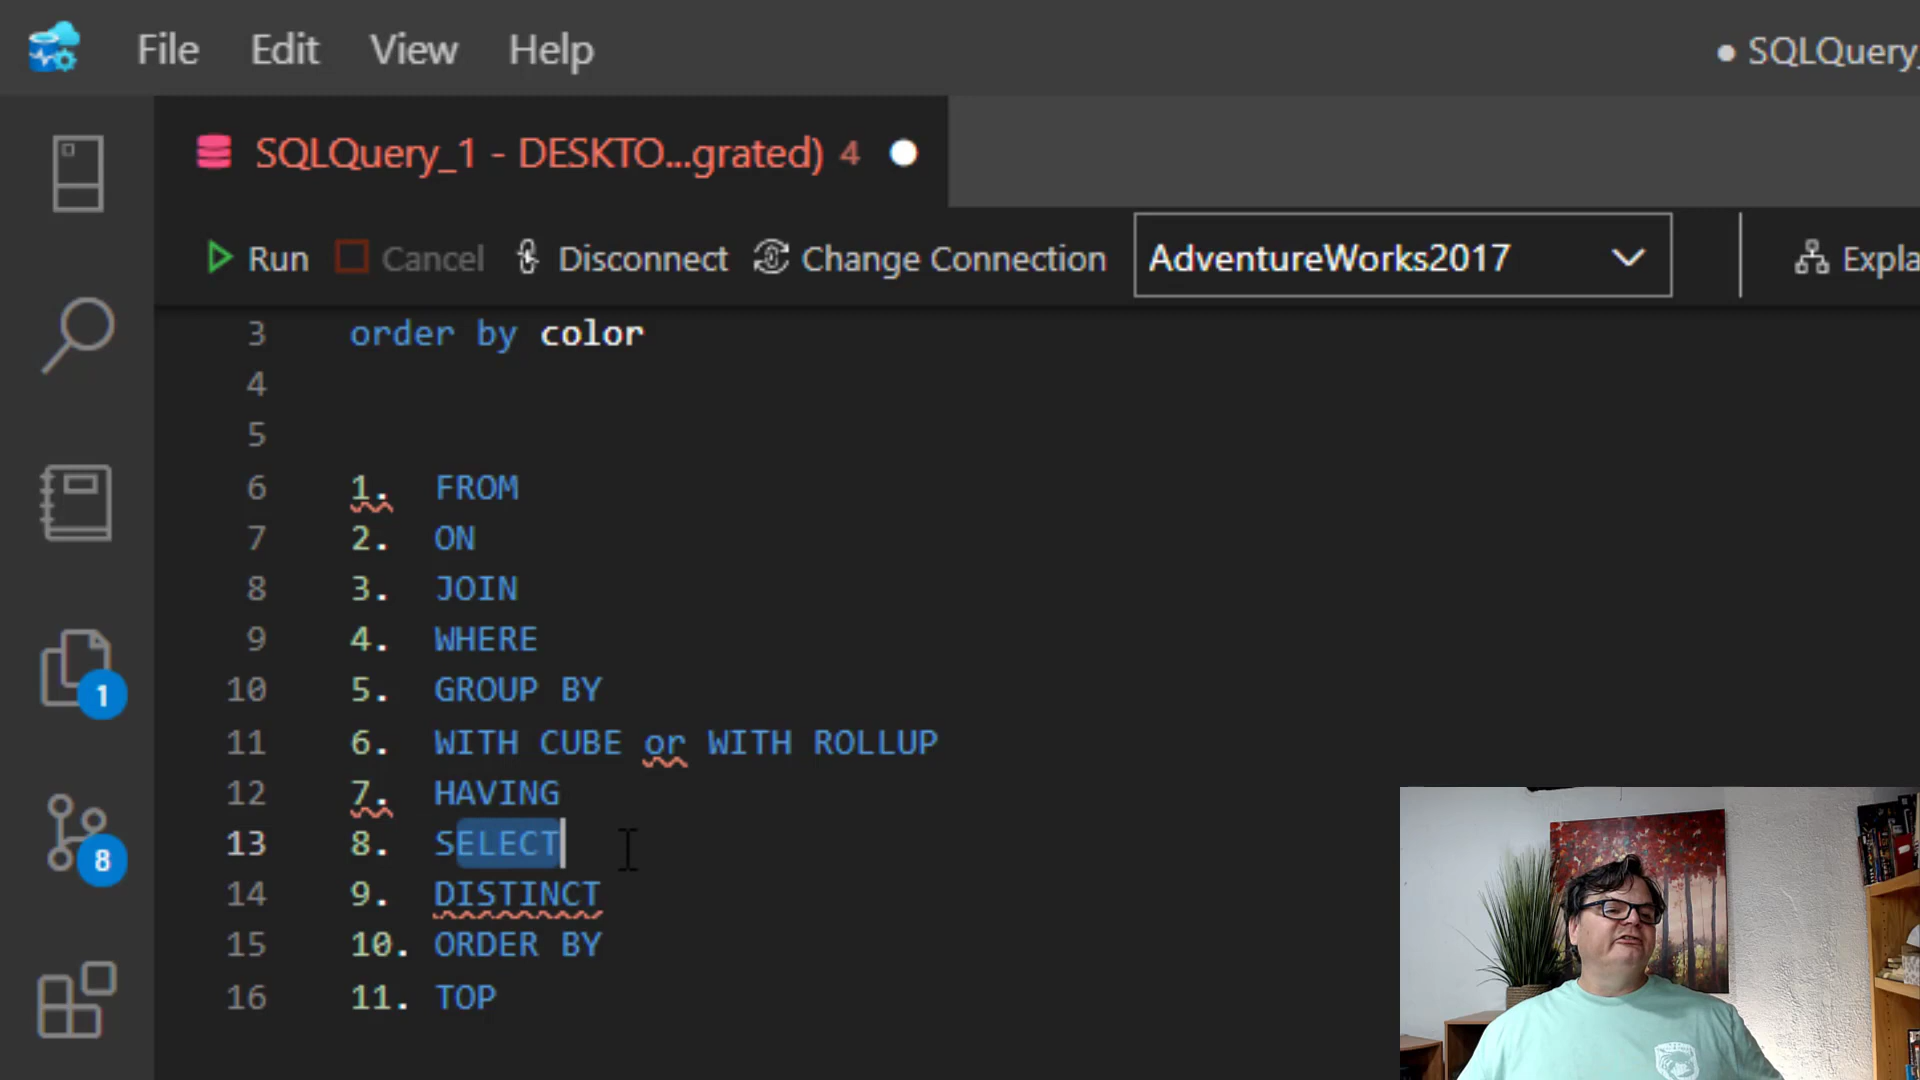 File Edit View Help
● SQLQuery_
SQLQuery_1 - DESKTO...grated) 4 ●
Run Cancel Disconnect Change Connection AdventureWorks2017 Expla
3 order by color
4
5
6 1. FROM
7 2. ON
8 3. JOIN
9 4. WHERE
10 5. GROUP BY
11 6. WITH CUBE or WITH ROLLUP
12 7. HAVING
13 8. SELECT
14 9. DISTINCT
15 10. ORDER BY
16 11. TOP
1
8